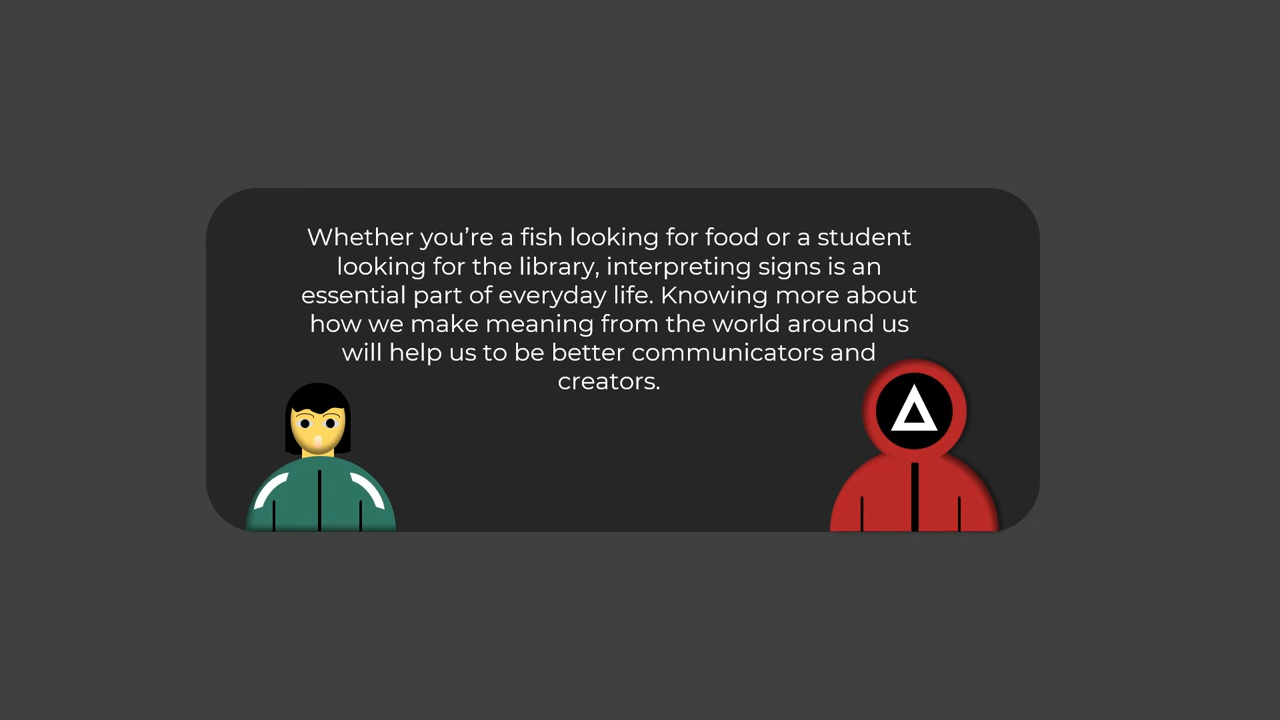 Whether you’re a fish looking for food or a student
looking for the library, interpreting signs is an
essential part of everyday life. Knowing more about
how we make meaning from the world around us
will help us to be better communicators and
creators.